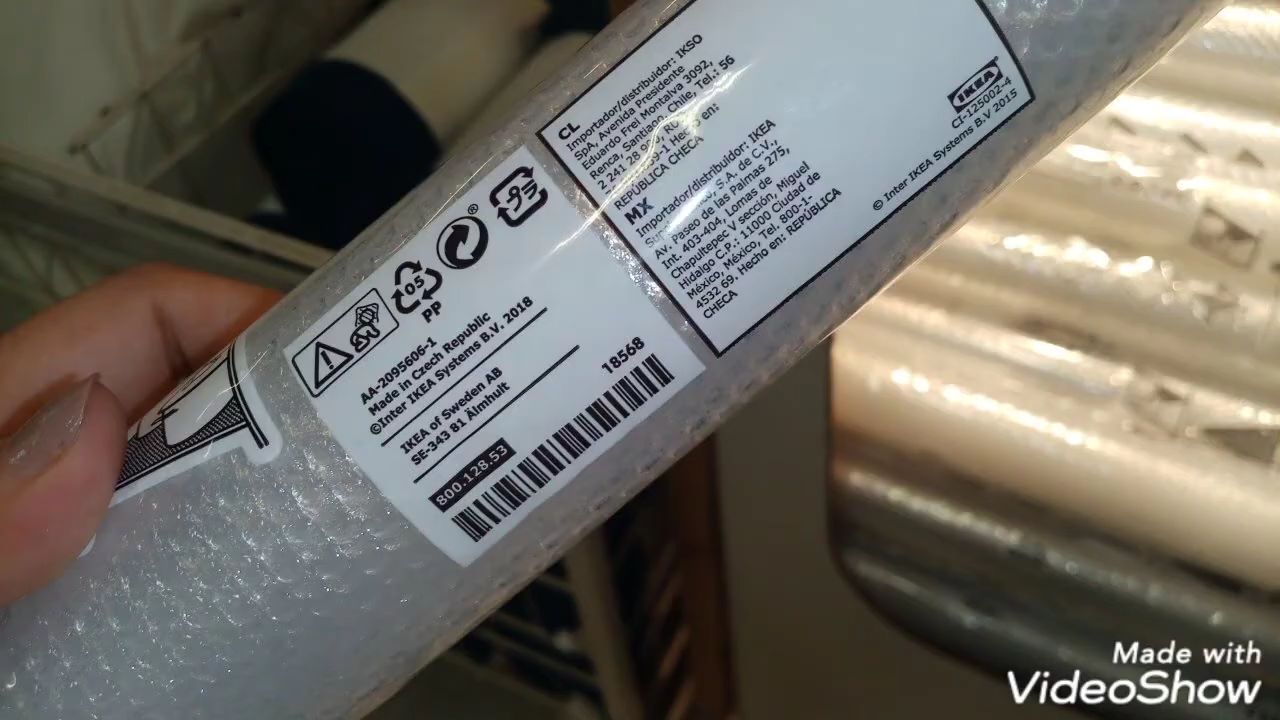 CL
Importador/distribuidor: IKSO
SpA, Avenida Presidente
Eduardo Frei Montalva 3092,
Renca, Santiago, Chile, Tel.: 56
2 241 28
en:
REPÚBLICA CHECA
MX
Importador/distribuidor: IKEA
S.A. de C.V.,
Av. Paseo de las Palmas 275,
Int. 403-404, Lomas de
Chapultepec V sección, Miguel
Hidalgo C.P.: 11000 Ciudad de
México, México, Tel. 800-1-
4532 69. Hecho en: REPÚBLICA
CHECA
IKEA
CI-125002-4
© Inter IKEA Systems B.V 2015
05
PP
®
AA-2095606-1
Made in Czech Republic
©Inter IKEA Systems B.V. 2018
IKEA of Sweden AB
SE-343 81 Älmhult
18568
800.128.53
Made with
VideoShow